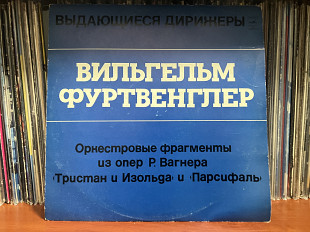 ВЫДАЮЩИЕСЯ ДИРИЖЕРЫ –
ВИЛЬГЕЛЬМ
ФУРТВЕНГЛЕР
Оркестровые фрагменты
из опер Р. Вагнера
‹Тристан и Изольда› и ‹Парсифаль›